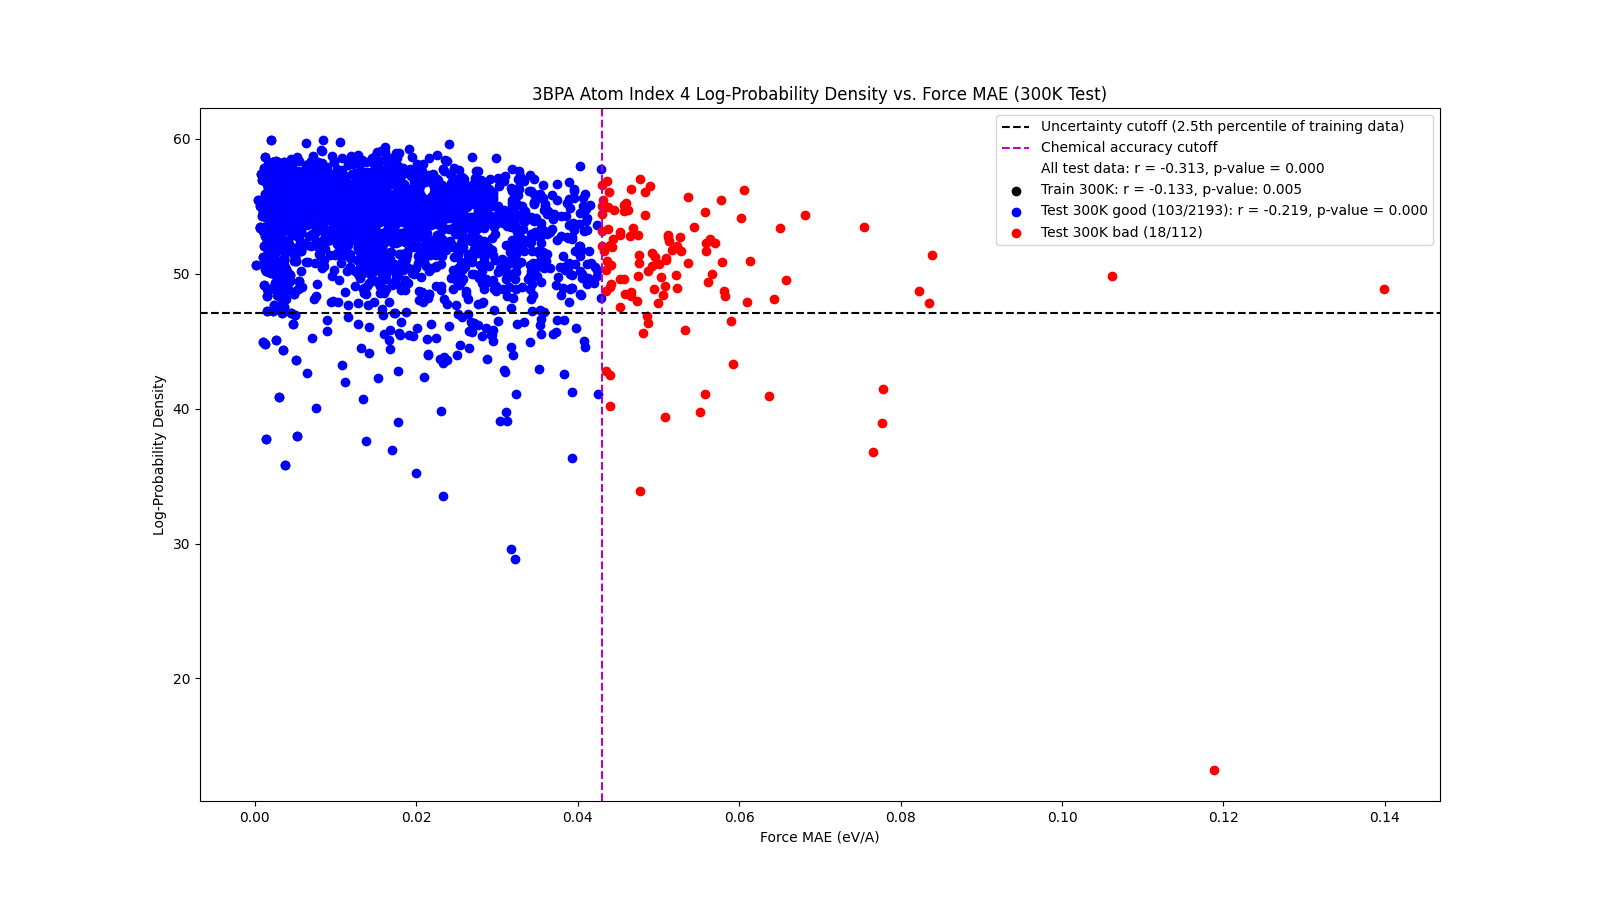 3BPA Atom Index 4 Log-Probability Density vs. Force MAE (300K Test)
Uncertainty cutoff (2.5th percentile of training data)
Chemical accuracy cutoff
All test data: r = -0.313, p-value = 0.000
Train 300K: r = -0.133, p-value: 0.005
Test 300K good (103/2193): r = -0.219, p-value = 0.000
Test 300K bad (18/112)
Log-Probability Density
60
50
40
30
20
0.00 0.02 0.04 0.06 0.08 0.10 0.12 0.14
Force MAE (eV/A)